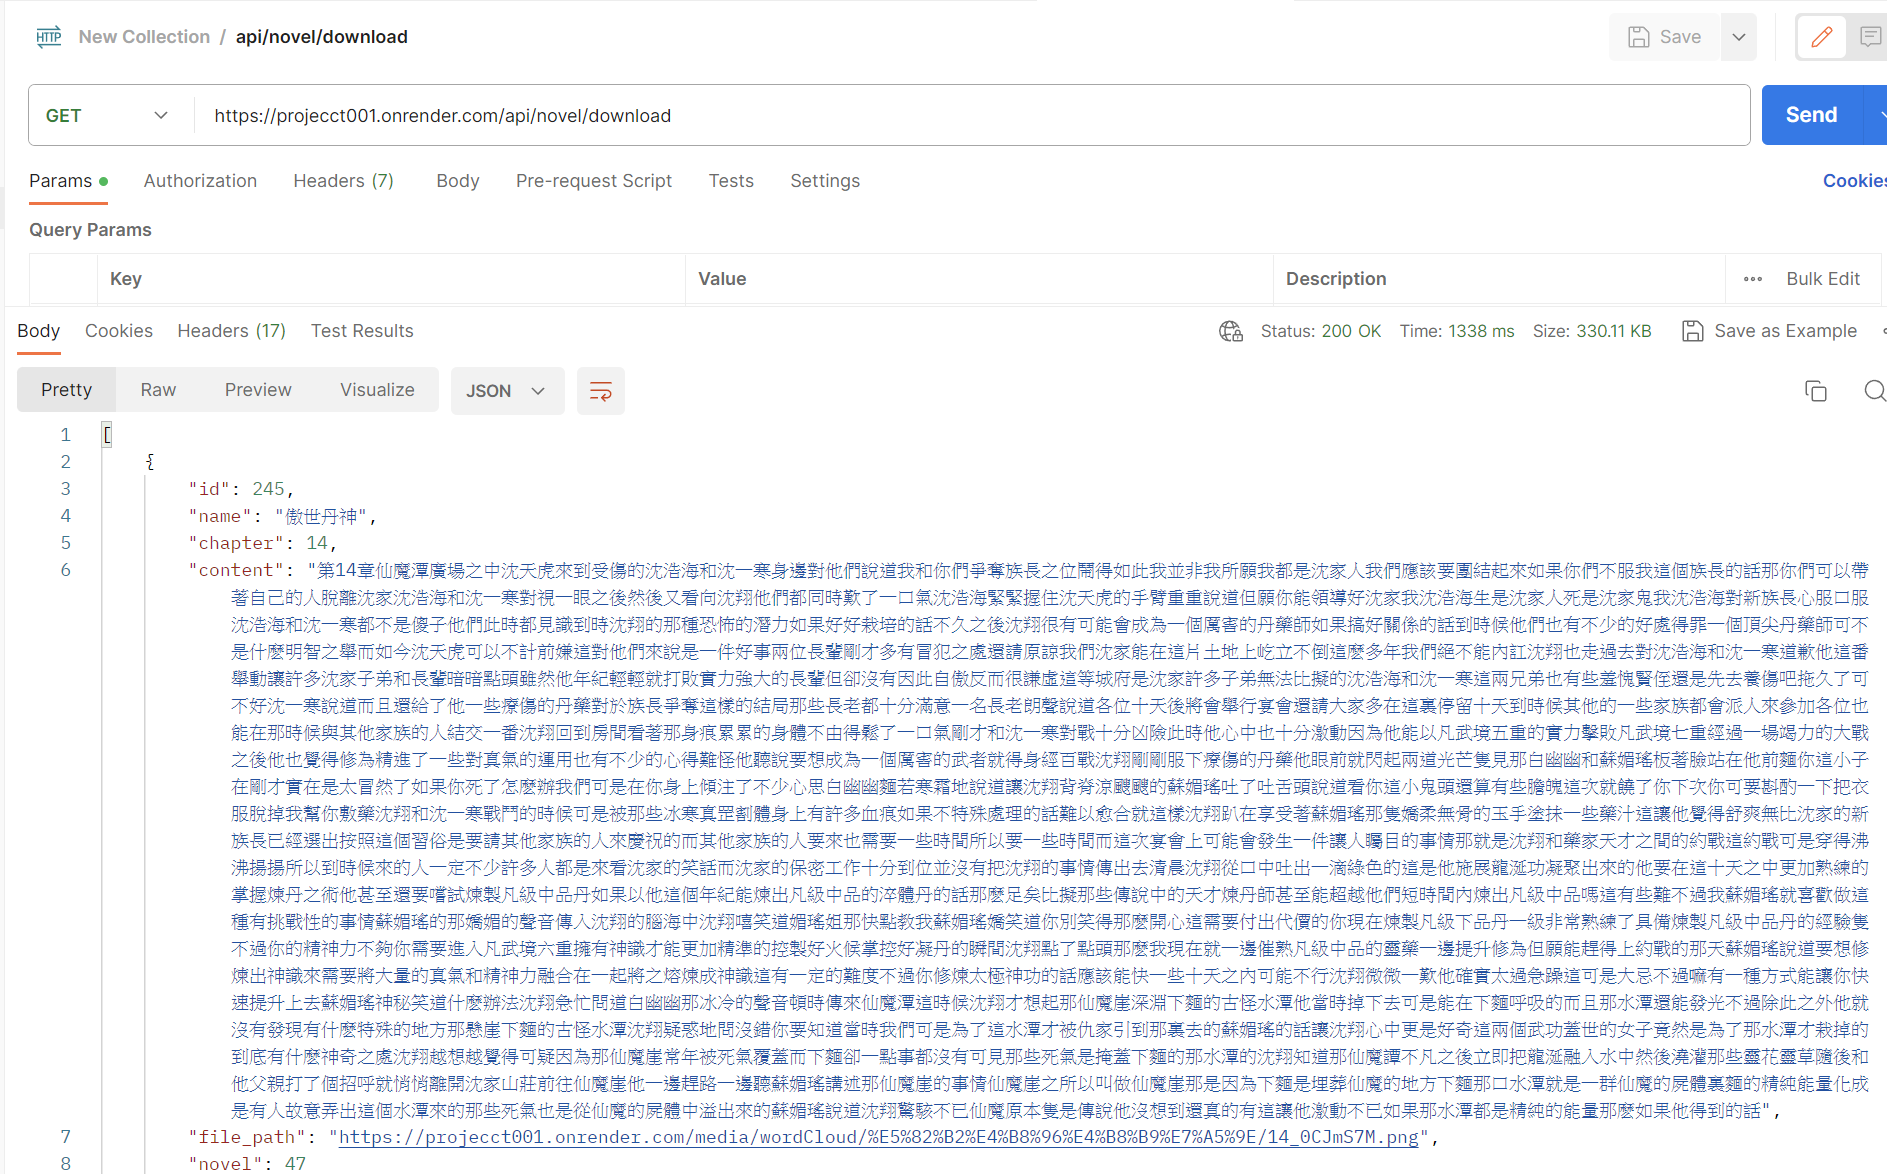 HTTP New Collection / api/novel/download Save
GET https://projecct001.onrender.com/api/novel/download Send
Params Authorization Headers (7) Body Pre-request Script Tests Settings Cookies
Query Params
Key Value Description Bulk Edit
Body Cookies Headers (17) Test Results Status: 200 OK Time: 1338 ms Size: 330.11 KB Save as Example
Pretty Raw Preview Visualize JSON
1 [
2 {
3 "id": 245,
4 "name": "傲世丹神",
5 "chapter": 14,
6 "content": "第14章仙魔潭廣場之中沈天虎來到受傷的沈浩海和沈一寒身邊對他們說道我和你們爭奪族長之位鬧得如此我並非我所願我都是沈家人我們應該要團結起來如果你們不服我這個族長的話那你們可以帶
著自己的人脫離沈家沈浩海和沈一寒對視一眼之後然後又看向沈翔他們都同時歎了一口氣沈浩海緊緊握住沈天虎的手臂重重說道但願你能領導好沈家我沈浩海生是沈家人死是沈家鬼我沈浩海對新族長心服口服
沈浩海和沈一寒都不是傻子他們此時都見識到時沈翔的那種恐怖的潛力如果好好栽培的話不久之後沈翔很有可能會成為一個厲害的丹藥師如果搞好關係的話到時候他們也有不少的好處得罪一個頂尖丹藥師可不
是什麼明智之舉而如今沈天虎可以不計前嫌這對他們來說是一件好事兩位長輩剛才多有冒犯之處還請原諒我們沈家能在這片土地上屹立不倒這麼多年我們絕不能內訌沈翔也走過去對沈浩海和沈一寒道歉他這番
舉動讓許多沈家子弟和長輩暗暗點頭雖然他年紀輕輕就打敗實力強大的長輩但卻沒有因此自傲反而很謙虛這等城府是沈家許多子弟無法比擬的沈浩海和沈一寒這兩兄弟也有些羞愧賢侄還是先去養傷吧拖久了可
不好沈一寒說道而且還給了他一些療傷的丹藥對於族長爭奪這樣的結局那些長老都十分滿意一名長老朗聲說道各位十天後將會舉行宴會還請大家多在這裏停留十天到時候其他的一些家族都會派人來參加各位也
能在那時候與其他家族的人結交一番沈翔回到房間看著那身痕累累的身體不由得鬆了一口氣剛才和沈一寒對戰十分凶險此時他心中也十分激動因為他能以凡武境五重的實力擊敗凡武境七重經過一場竭力的大戰
之後他也覺得修為精進了一些對真氣的運用也有不少的心得難怪他聽說要想成為一個厲害的武者就得身經百戰沈翔剛剛服下療傷的丹藥他眼前就閃起兩道光芒隻見那白幽幽和蘇媚瑤板著臉站在他前麵你這小子
在剛才實在是太冒然了如果你死了怎麼辦我們可是在你身上傾注了不少心思白幽幽麵若寒霜地說道讓沈翔背脊涼颼颼的蘇媚瑤吐了吐舌頭說道看你這小鬼頭還算有些膽魄這次就饒了你下次你可要斟酌一下把衣
服脫掉我幫你敷藥沈翔和沈一寒戰鬥的時候可是被那些冰寒真罡割體身上有許多血痕如果不特殊處理的話難以愈合就這樣沈翔趴在享受著蘇媚瑤那隻嬌柔無骨的玉手塗抹一些藥汁這讓他覺得舒爽無比沈家的新
族長已經選出按照這個習俗是要請其他家族的人來慶祝的而其他家族的人要來也需要一些時間所以要一些時間而這次宴會上可能會發生一件讓人矚目的事情那就是沈翔和藥家天才之間的約戰這約戰可是穿得沸
沸揚揚所以到時候來的人一定不少許多人都是來看沈家的笑話而沈家的保密工作十分到位並沒有把沈翔的事情傳出去清晨沈翔從口中吐出一滴綠色的這是他施展龍涎功凝聚出來的他要在這十天之中更加熟練的
掌握煉丹之術他甚至還要嚐試煉製凡級中品丹如果以他這個年紀能煉出凡級中品的淬體丹的話那麼足矣比擬那些傳說中的天才煉丹師甚至能超越他們短時間內煉出凡級中品嗎這有些難不過我蘇媚瑤就喜歡做這
種有挑戰性的事情蘇媚瑤的那嬌媚的聲音傳入沈翔的腦海中沈翔嘻笑道媚瑤姐那快點教我蘇媚瑤嬌笑道你別笑得那麼開心這需要付出代價的你現在煉製凡級下品丹一級非常熟練了具備煉製凡級中品丹的經驗隻
不過你的精神力不夠你需要進入凡武境六重擁有神識才能更加精準的控製好火候掌控好凝丹的瞬間沈翔點了點頭那麼我現在就一邊催熟凡級中品的靈藥一邊提升修為但願能趕得上約戰的那天蘇媚瑤說道要想修
煉出神識來需要將大量的真氣和精神力融合在一起將之熔煉成神識這有一定的難度不過你修煉太極神功的話應該能快一些十天之內可能不行沈翔微微一歎他確實太過急躁這可是大忌不過嘛有一種方式能讓你快
速提升上去蘇媚瑤神秘笑道什麼辦法沈翔急忙問道白幽幽那冰冷的聲音頓時傳來仙魔潭這時候沈翔才想起那仙魔崖深淵下麵的古怪水潭他當時掉下去可是能在下麵呼吸的而且那水潭還能發光不過除此之外他就
沒有發現有什麼特殊的地方那懸崖下麵的古怪水潭沈翔疑惑地問沒錯你要知道當時我們可是為了這水潭才被仇家引到那裏去的蘇媚瑤的話讓沈翔心中更是好奇這兩個武功蓋世的女子竟然是為了那水潭才栽掉的
到底有什麼神奇之處沈翔越想越覺得可疑因為那仙魔崖常年被死氣覆蓋而下麵卻一點事都沒有可見那些死氣是掩蓋下麵的那水潭的沈翔知道那仙魔譚不凡之後立即把龍涎融入水中然後澆灌那些靈花靈草隨後和
他父親打了個招呼就悄悄離開沈家山莊前往仙魔崖他一邊趕路一邊聽蘇媚瑤講述那仙魔崖的事情仙魔崖之所以叫做仙魔崖那是因為下麵是埋葬仙魔的地方下麵那口水潭就是一群仙魔的屍體裏麵的精純能量化成
是有人故意弄出這個水潭來的那些死氣也是從仙魔的屍體中溢出來的蘇媚瑤說道沈翔驚駭不已仙魔原本隻是傳說他沒想到還真的有這讓他激動不已如果那水潭都是精純的能量那麼如果他得到的話",
7 "file_path": "https://projecct001.onrender.com/media/wordCloud/%E5%82%B2%E4%B8%96%E4%B8%B9%E7%A5%9E/14_0CJmS7M.png",
8 "novel": 47